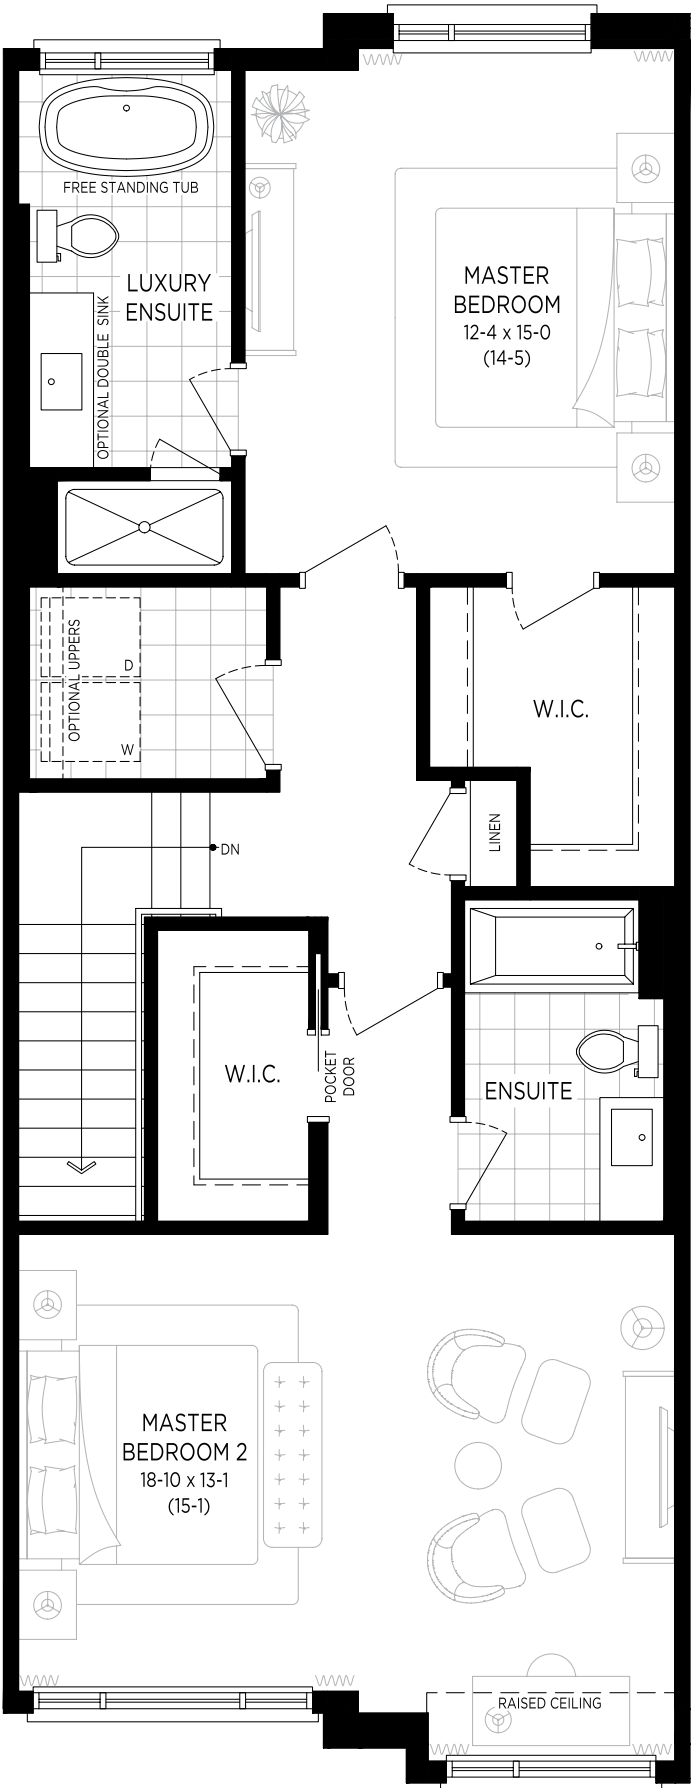 FREE STANDING TUB
LUXURY
ENSUITE
OPTIONAL DOUBLE SINK
MASTER
BEDROOM
12-4 x 15-0
(14-5)
OPTIONAL UPPERS
D
W
W.I.C.
LINEN
DN
W.I.C.
POCKET
DOOR
ENSUITE
MASTER
BEDROOM 2
18-10 x 13-1
(15-1)
RAISED CEILING